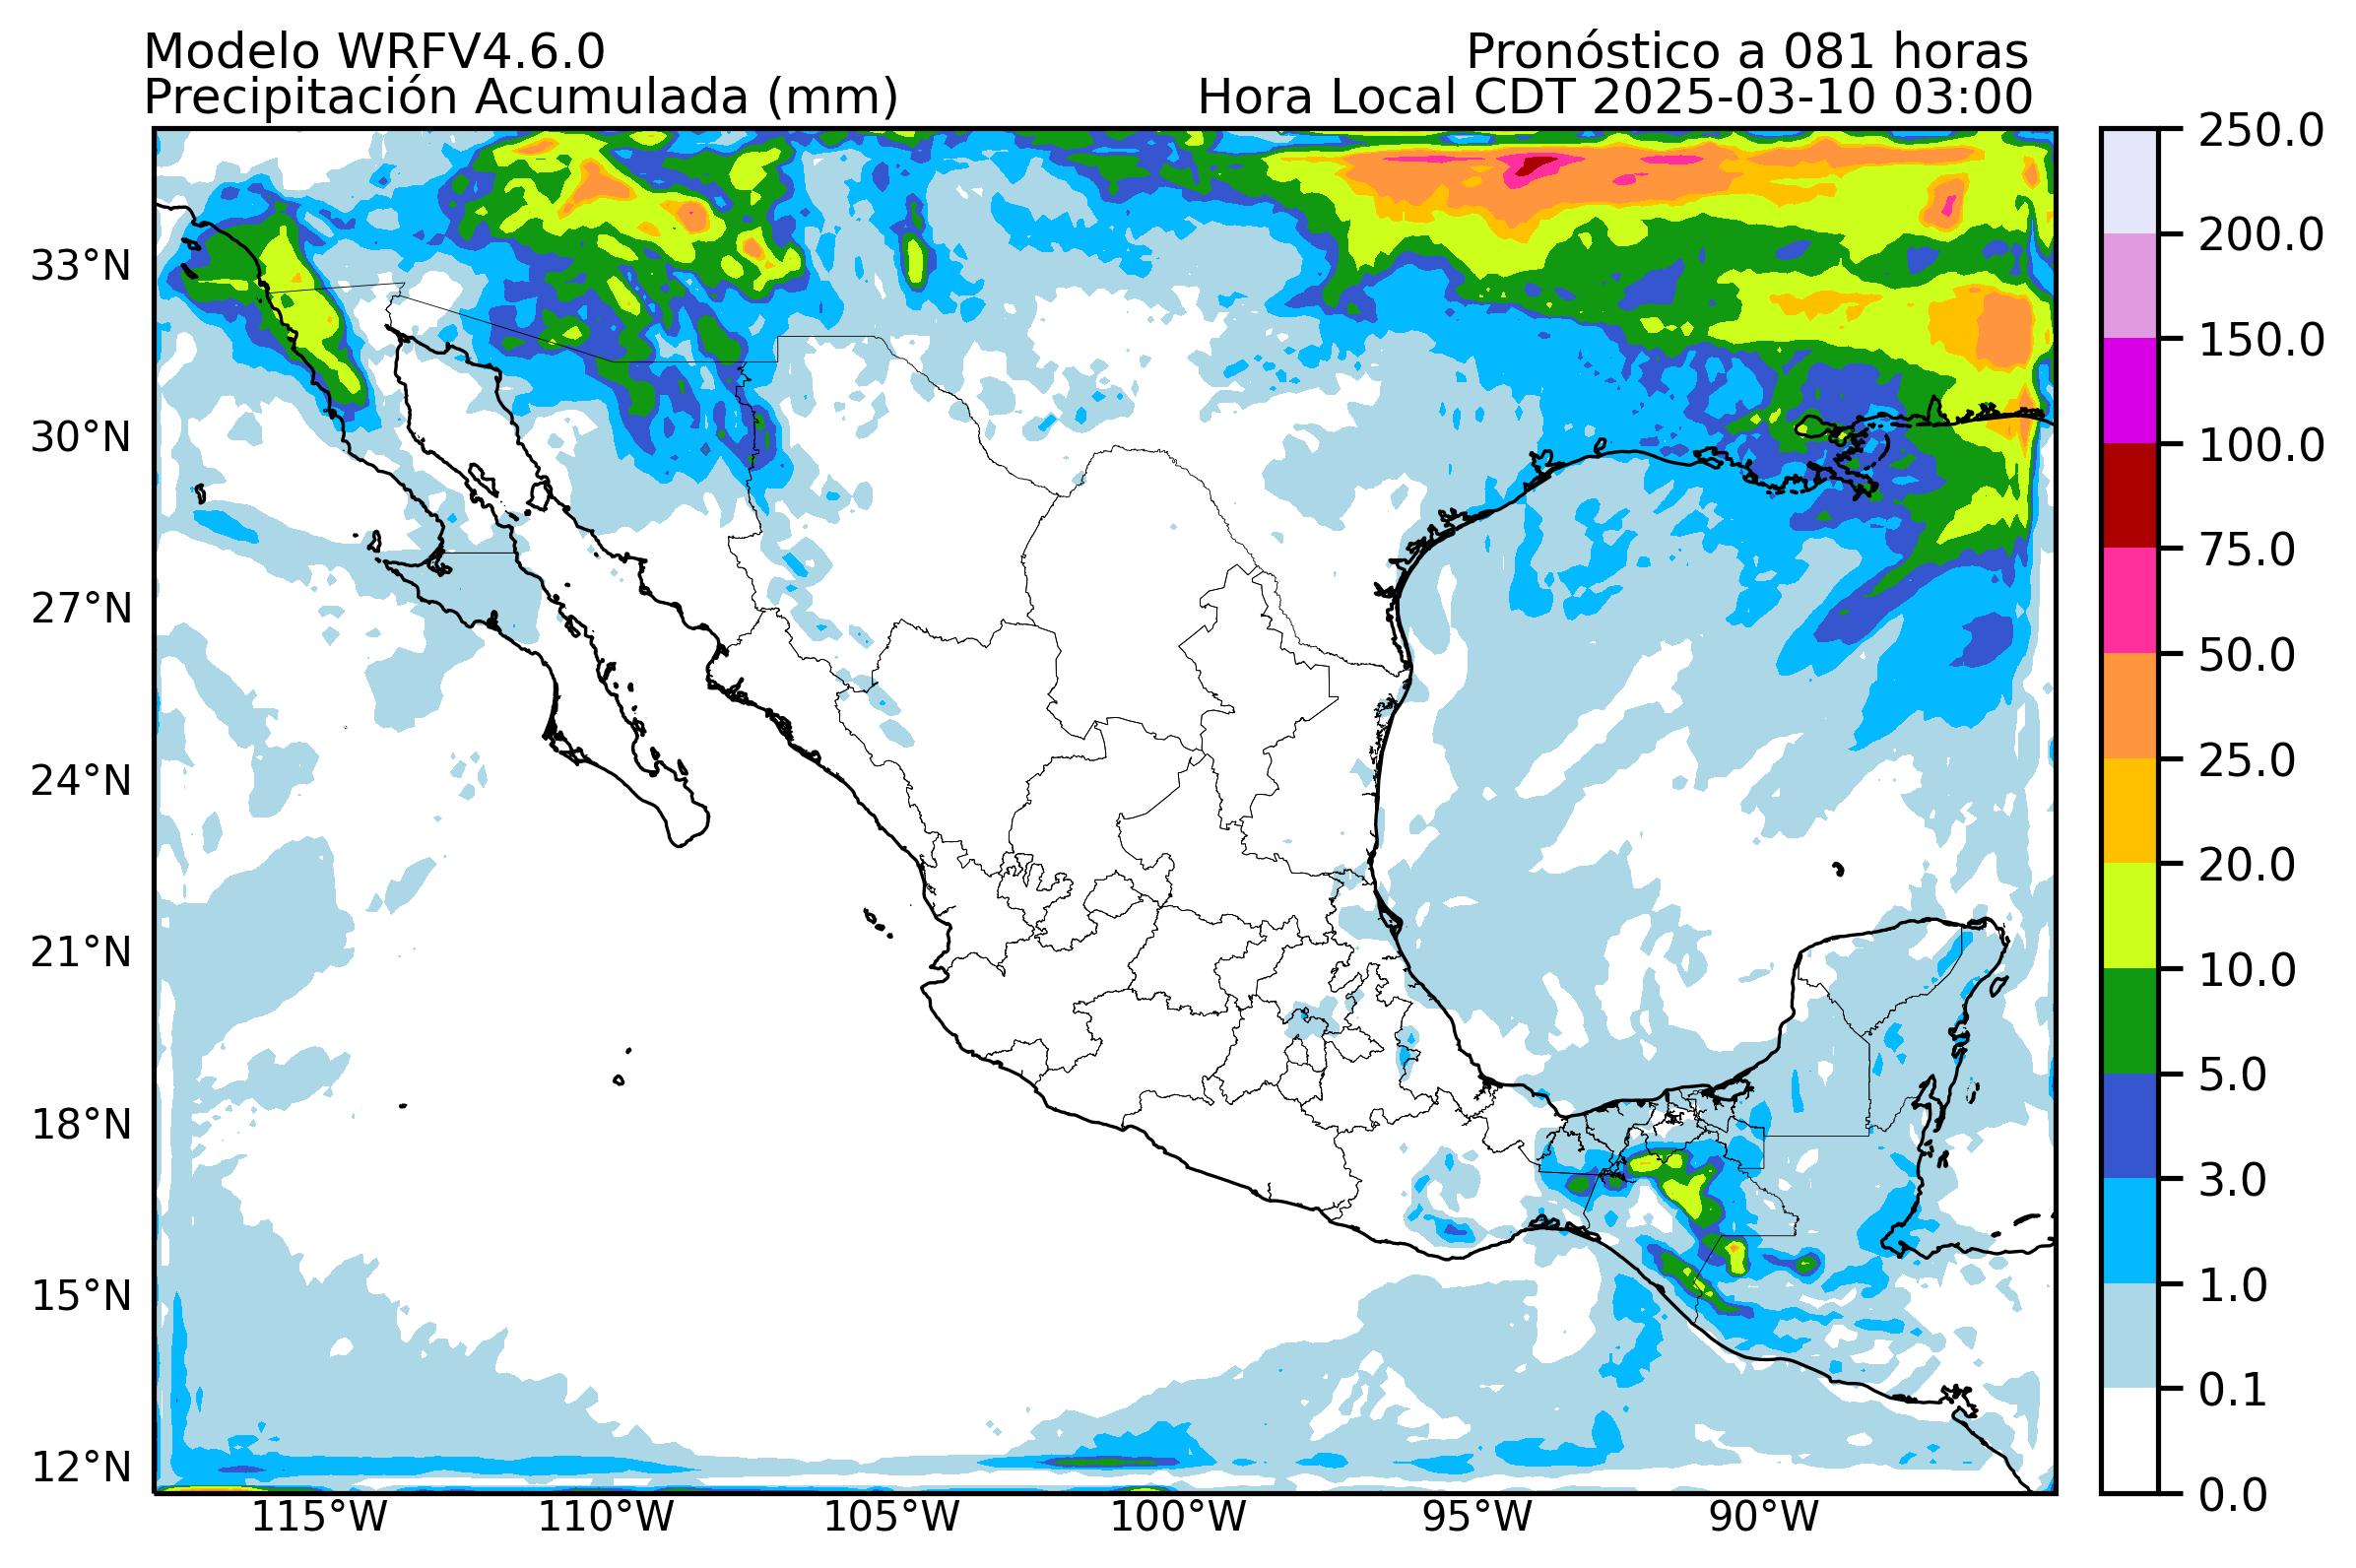 Modelo WRFV4.6.0
Pronóstico a 081 horas
Precipitación Acumulada (mm)
Hora Local CDT 2025-03-10 03:00
250.0
200.0
150.0
100.0
75.0
50.0
25.0
20.0
10.0
5.0
3.0
1.0
0.1
0.0
33°N
30°N
27°N
24°N
21°N
18°N
15°N
12°N
115°W
110°W
105°W
100°W
95°W
90°W